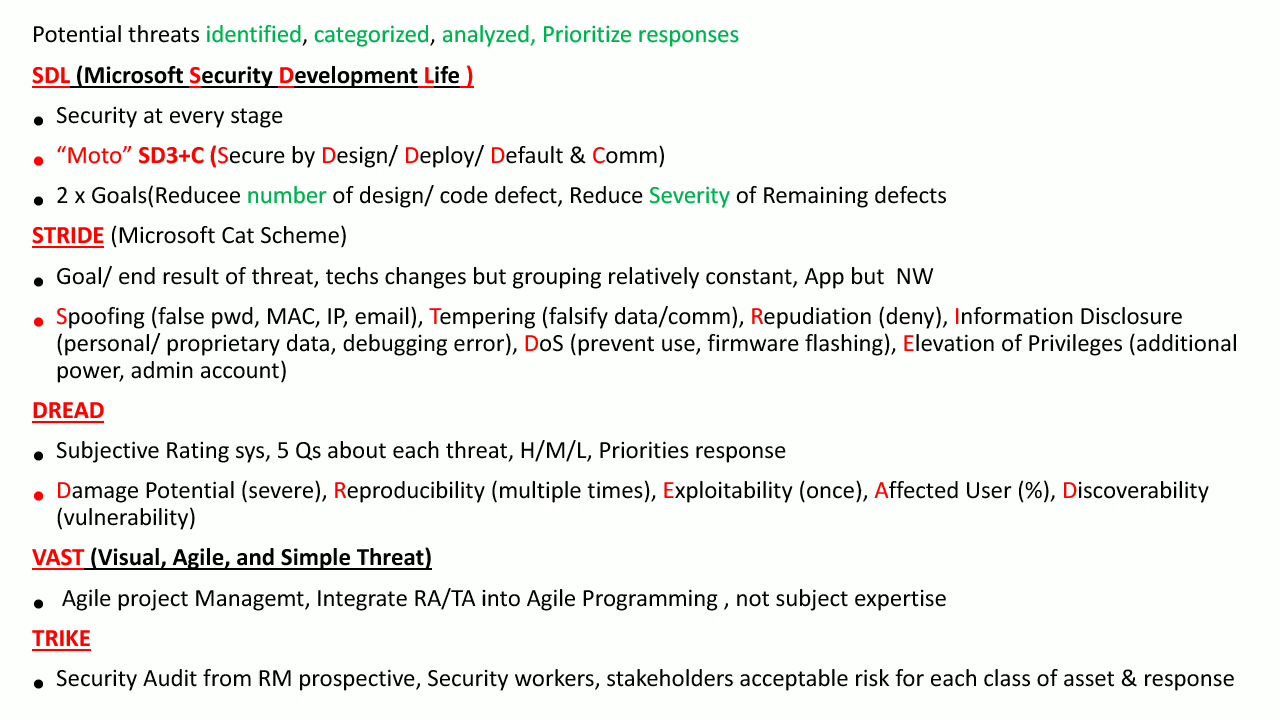 Potential threats identified, categorized, analyzed, Prioritize responses
SDL (Microsoft Security Development Life )
• Security at every stage
• “Moto” SD3+C (Secure by Design/ Deploy/ Default & Comm)
• 2 x Goals(Reducee number of design/ code defect, Reduce Severity of Remaining defects
STRIDE (Microsoft Cat Scheme)
• Goal/ end result of threat, techs changes but grouping relatively constant, App but  NW
• Spoofing (false pwd, MAC, IP, email), Tempering (falsify data/comm), Repudiation (deny), Information Disclosure
(personal/ proprietary data, debugging error), DoS (prevent use, firmware flashing), Elevation of Privileges (additional
power, admin account)
DREAD
• Subjective Rating sys, 5 Qs about each threat, H/M/L, Priorities response
• Damage Potential (severe), Reproducibility (multiple times), Exploitability (once), Affected User (%), Discoverability
(vulnerability)
VAST (Visual, Agile, and Simple Threat)
• Agile project Managemt, Integrate RA/TA into Agile Programming , not subject expertise
TRIKE
• Security Audit from RM prospective, Security workers, stakeholders acceptable risk for each class of asset & response